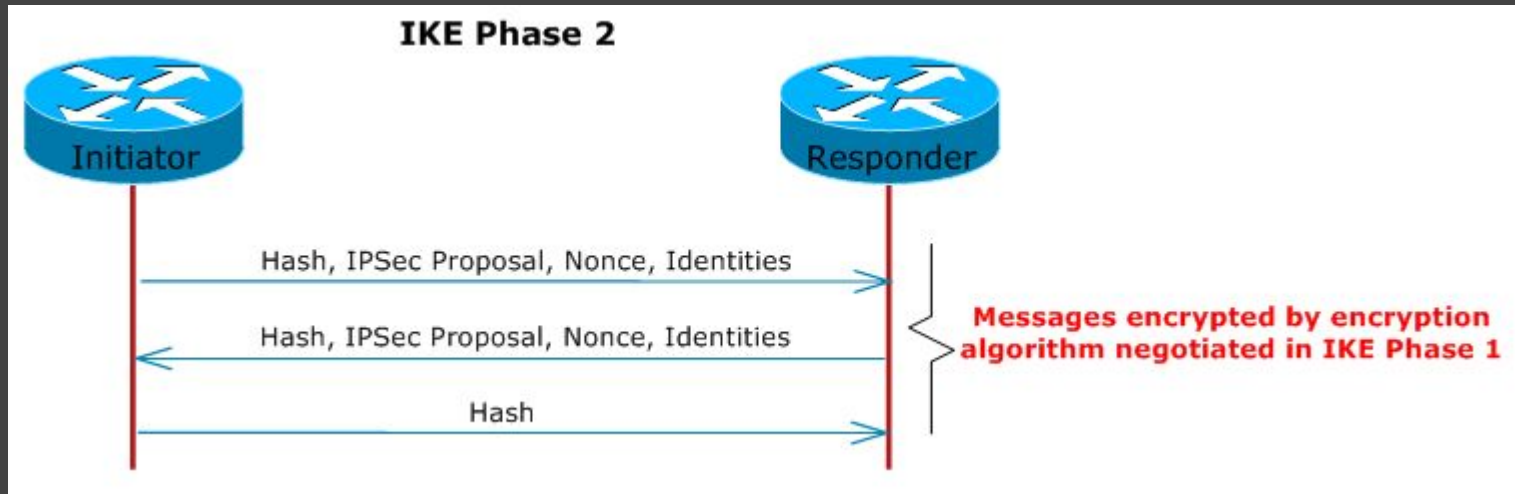 IKE Phase 2
Initiator
Responder
Hash, IPSec Proposal, Nonce, Identities
Hash, IPSec Proposal, Nonce, Identities
Hash
Messages encrypted by encryption
algorithm negotiated in IKE Phase 1